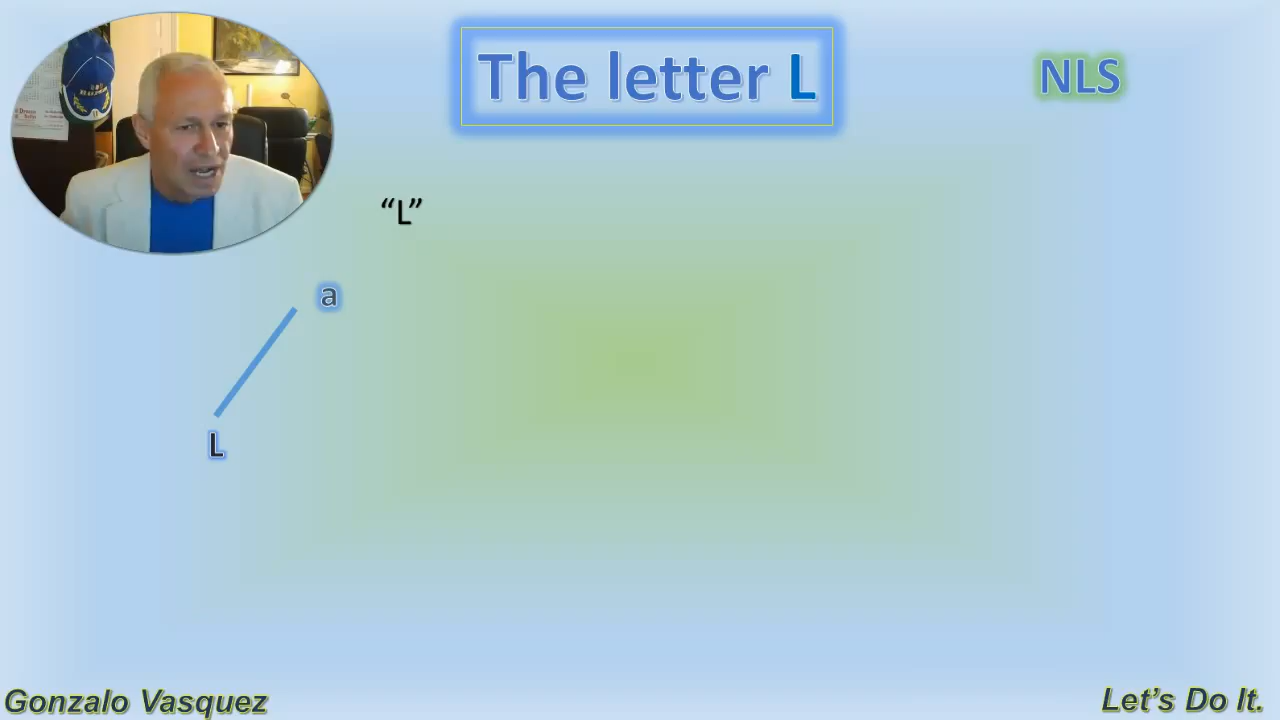 The letter L
NLS
“L”
a
L
Gonzalo Vasquez
Let’s Do It.